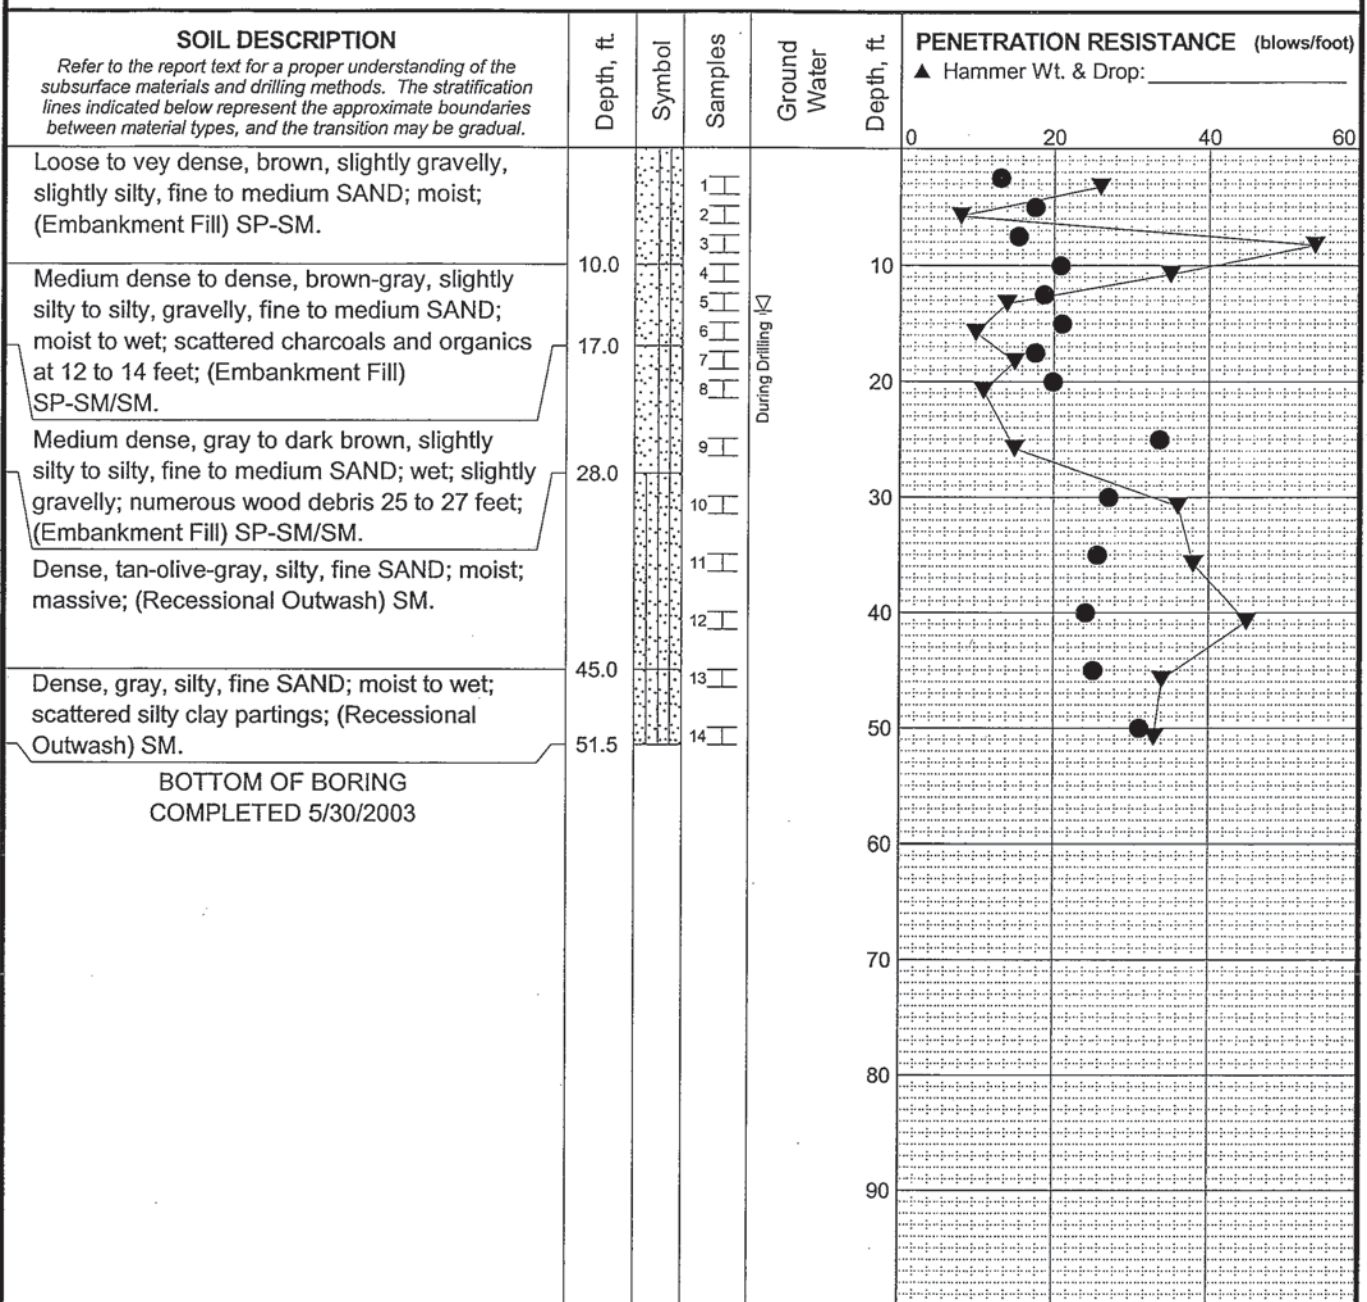 SOIL DESCRIPTION
Refer to the report text for a proper understanding of the
subsurface materials and drilling methods. The stratification
lines indicated below represent the approximate boundaries
between material types, and the transition may be gradual.
Depth, ft.
Symbol
Samples
Ground
Water
Depth, ft.
PENETRATION RESISTANCE (blows/foot)
▲ Hammer Wt. & Drop:
0 20 40 60
Loose to vey dense, brown, slightly gravelly,
slightly silty, fine to medium SAND; moist;
(Embankment Fill) SP-SM.
10.0
Medium dense to dense, brown-gray, slightly
silty to silty, gravelly, fine to medium SAND;
moist to wet; scattered charcoals and organics
at 12 to 14 feet; (Embankment Fill)
SP-SM/SM.
17.0
Medium dense, gray to dark brown, slightly
silty to silty, fine to medium SAND; wet; slightly
gravelly; numerous wood debris 25 to 27 feet;
(Embankment Fill) SP-SM/SM.
28.0
Dense, tan-olive-gray, silty, fine SAND; moist;
massive; (Recessional Outwash) SM.
45.0
Dense, gray, silty, fine SAND; moist to wet;
scattered silty clay partings; (Recessional
Outwash) SM.
51.5
BOTTOM OF BORING
COMPLETED 5/30/2003
1
2
3
4
5
6
7
8
9
10
11
12
13
14
During Drilling
10
20
30
40
50
60
70
80
90